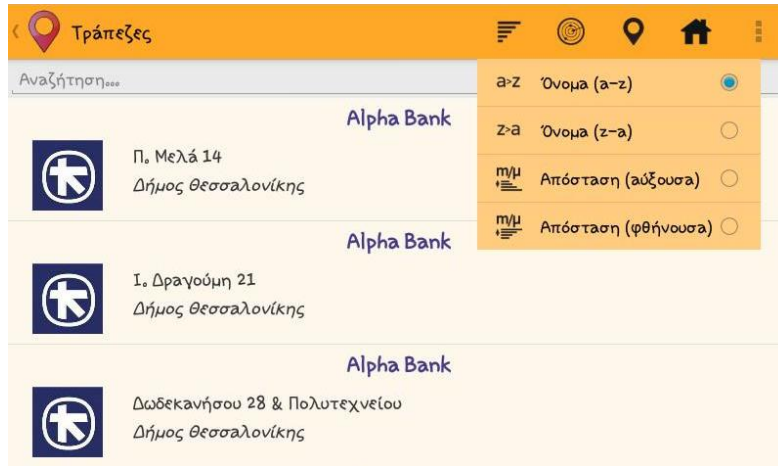 Τράπεζες
Αναζήτηση...
a>z Όνομα (a-z)
z>a Όνομα (z-a)
m/μ Απόσταση (αύξουσα)
m/μ Απόσταση (φθήνουσα)
Alpha Bank
Π. Μελά 14
Δήμος Θεσσαλονίκης
Alpha Bank
Ι. Δραγούμη 21
Δήμος Θεσσαλονίκης
Alpha Bank
Δωδεκανήσου 28 & Πολυτεχνείου
Δήμος Θεσσαλονίκης